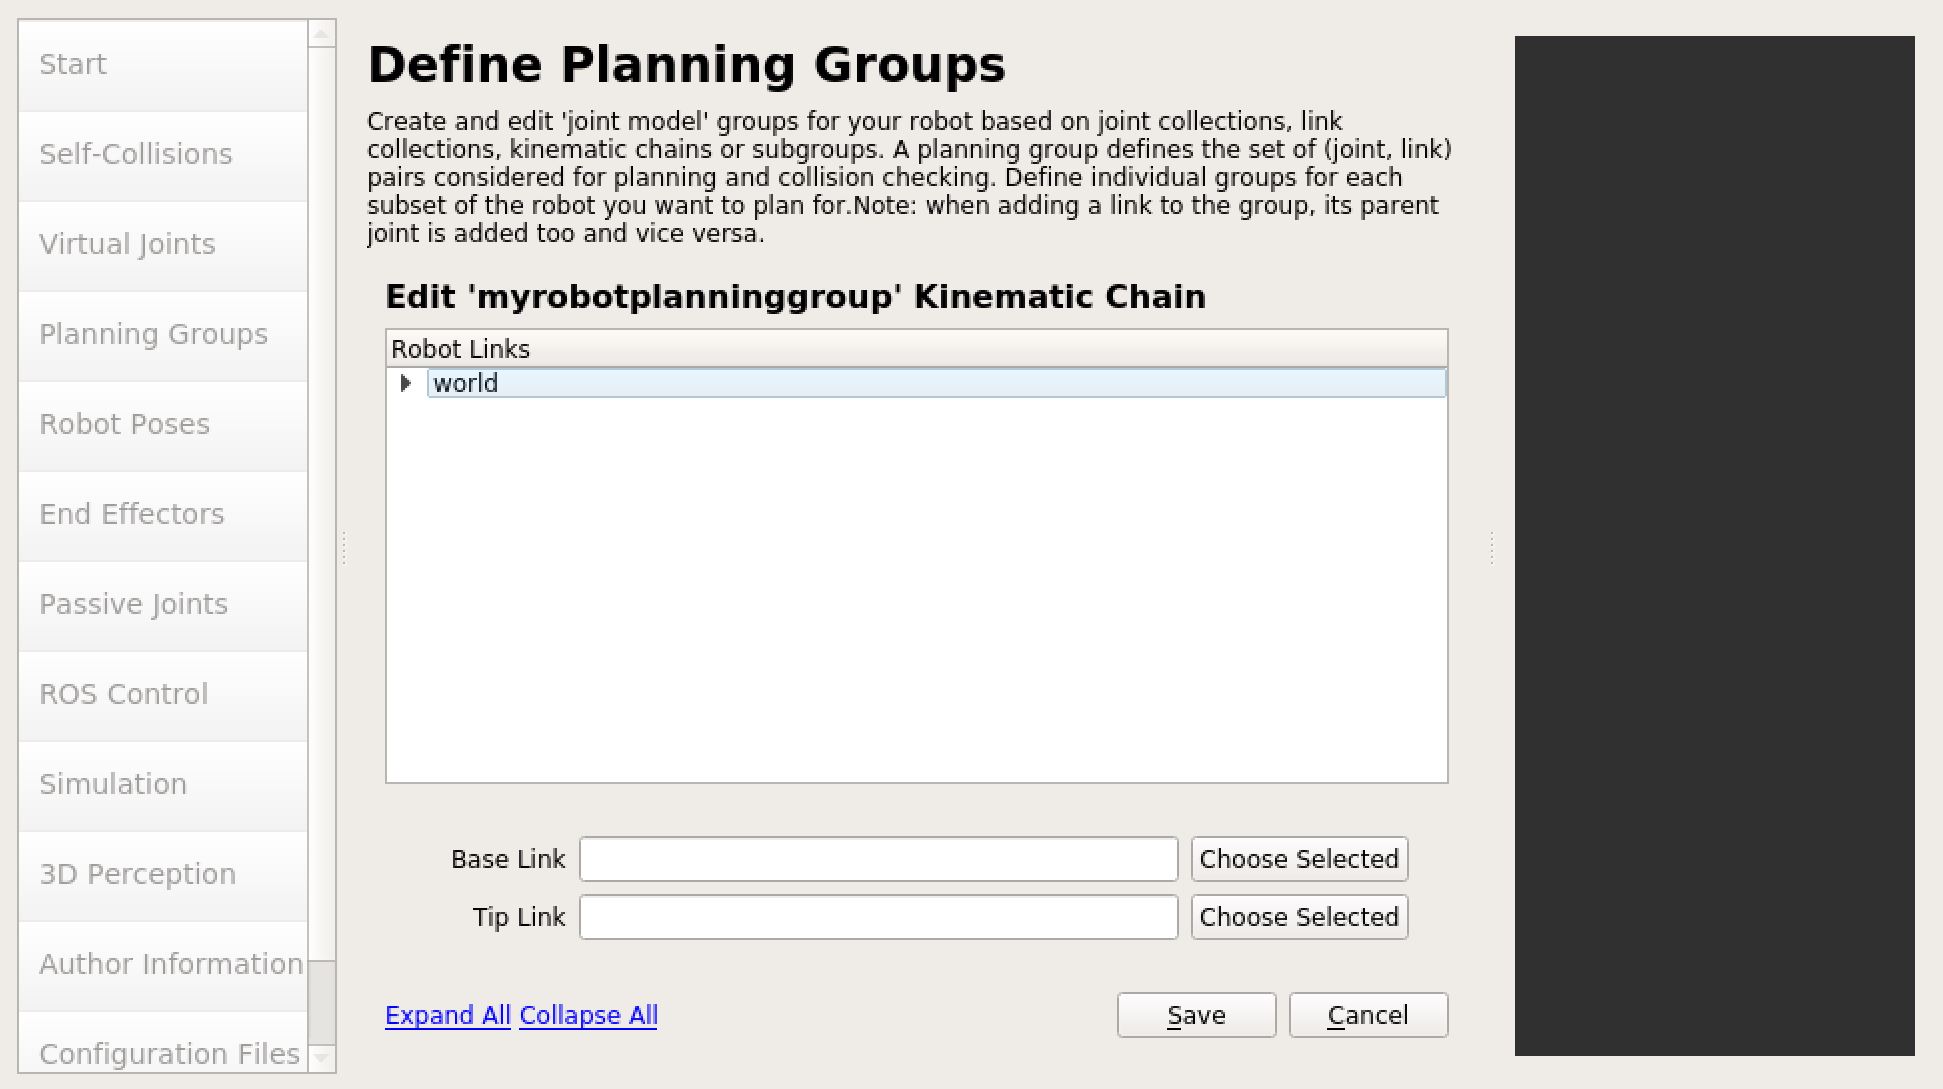 Start
Self-Collisions
Virtual Joints
Planning Groups
Robot Poses
End Effectors
Passive Joints
ROS Control
Simulation
3D Perception
Author Information
Configuration Files
Define Planning Groups
Create and edit 'joint model' groups for your robot based on joint collections, link
collections, kinematic chains or subgroups. A planning group defines the set of (joint, link)
pairs considered for planning and collision checking. Define individual groups for each
subset of the robot you want to plan for.Note: when adding a link to the group, its parent
joint is added too and vice versa.
Edit 'myrobotplanninggroup' Kinematic Chain
Robot Links
world
Base Link Choose Selected
Tip Link Choose Selected
Expand All Collapse All Save Cancel